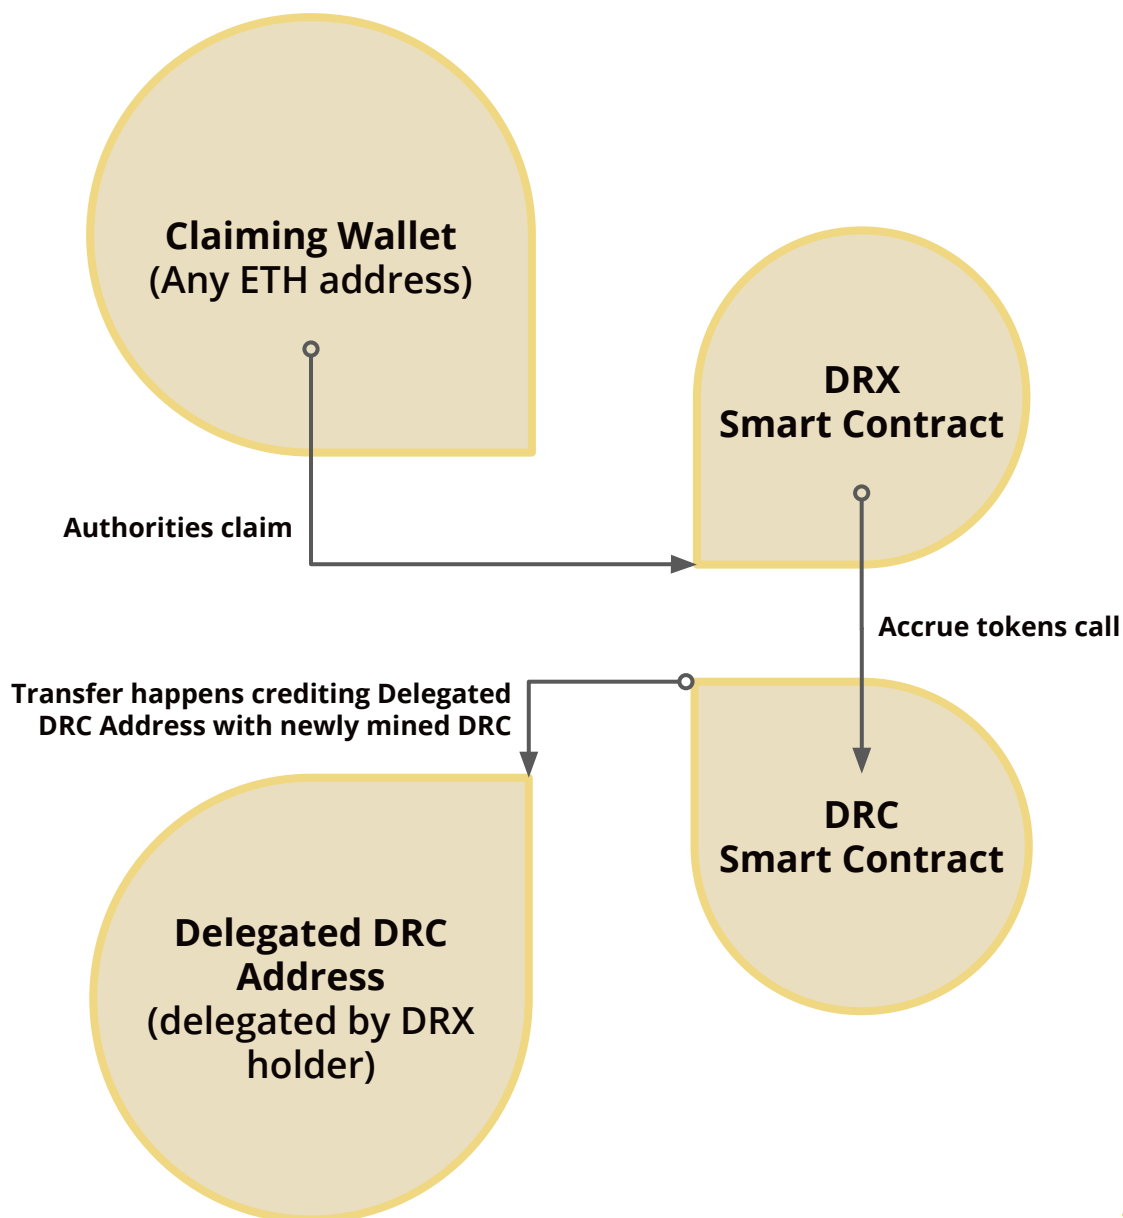 Claiming Wallet
(Any ETH address)
DRX
Smart Contract
Authorities claim
Accrue tokens call
Transfer happens crediting Delegated
DRC Address with newly mined DRC
DRC
Smart Contract
Delegated DRC
Address
(delegated by DRX
holder)